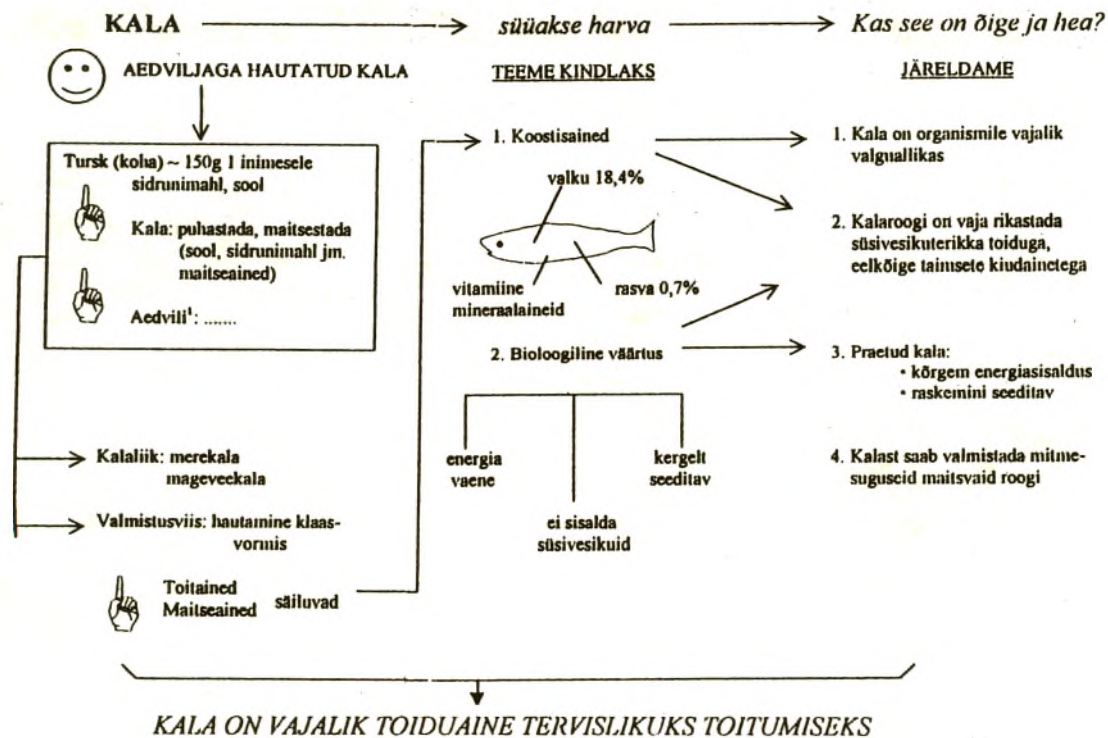 KALA
süüakse harva
Kas see on õige ja hea?
AEDVILJAGA HAUTATUD KALA
Tursk (koha) ~ 150g 1 inimesele
sidrunimahl, sool
Kala: puhastada, maitsestada
(sool, sidrunimahl jm.
maitseained)
Aedvili¹: .......
Kalaliik: merekala
mageveekala
Valmistusviis: hautamine klaas-
vormis
Toitained
Maitseained
säiluvad
TEEME KINDLAKS
1. Koostisained
valku 18,4%
vitamiine
mineraalaineid
rasva 0,7%
2. Bioloogiline väärtus
energia
vaene
ei sisalda
süsivesikuid
kergelt
seeditav
JÄRELDAME
1. Kala on organismile vajalik
valguallikas
2. Kalaroogi on vaja rikastada
süsivesikuterikka toiduga,
eelkõige taimsete kiudainetega
3. Praetud kala:
• kõrgem energiasisaldus
• raskemini seeditav
4. Kalast saab valmistada mitme-
suguseid maitsvaid roogi
KALA ON VAJALIK TOIDUAINE TERVISLIKUKS TOITUMISEKS